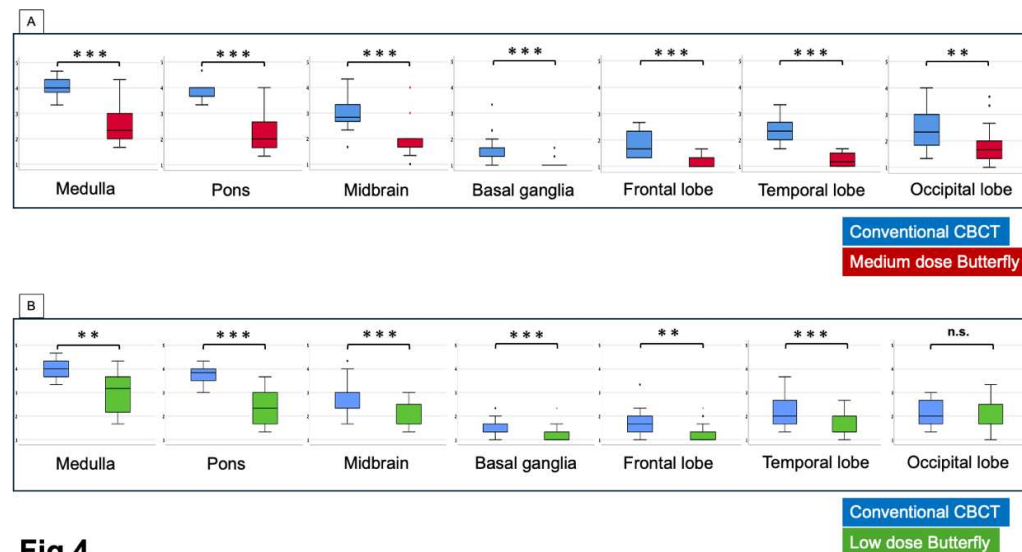 A
*** *** *** *** *** *** **
Medulla Pons Midbrain Basal ganglia Frontal lobe Temporal lobe Occipital lobe
Conventional CBCT
Medium dose Butterfly
B
** *** *** *** ** *** n.s.
Medulla Pons Midbrain Basal ganglia Frontal lobe Temporal lobe Occipital lobe
Conventional CBCT
Low dose Butterfly
Fig 4